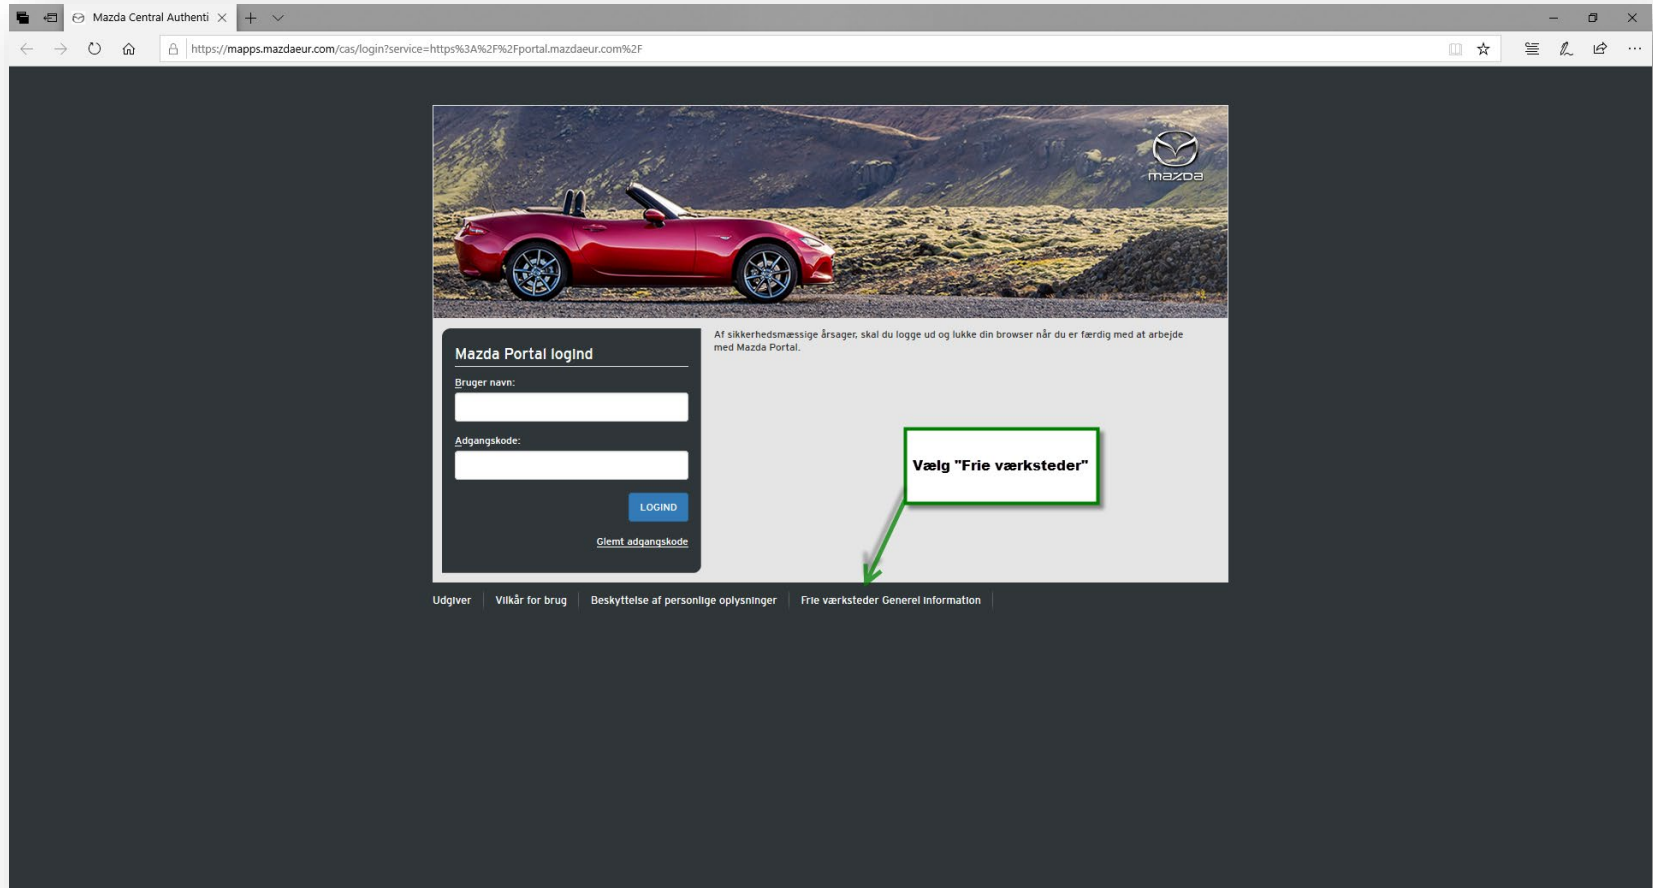 Mazda Central Authenti
https://mapps.mazdaeur.com/cas/login?service=https%3A%2F%2Fportal.mazdaeur.com%2F
mazda
Af sikkerhedsmæssige årsager, skal du logge ud og lukke din browser når du er færdig med at arbejde
med Mazda Portal.
Mazda Portal logind
Bruger navn:
Adgangskode:
LOGIND
Glemt adgangskode
Vælg "Frie værksteder"
Udgiver
Vilkår for brug
Beskyttelse af personlige oplysninger
Frie værksteder Generel information